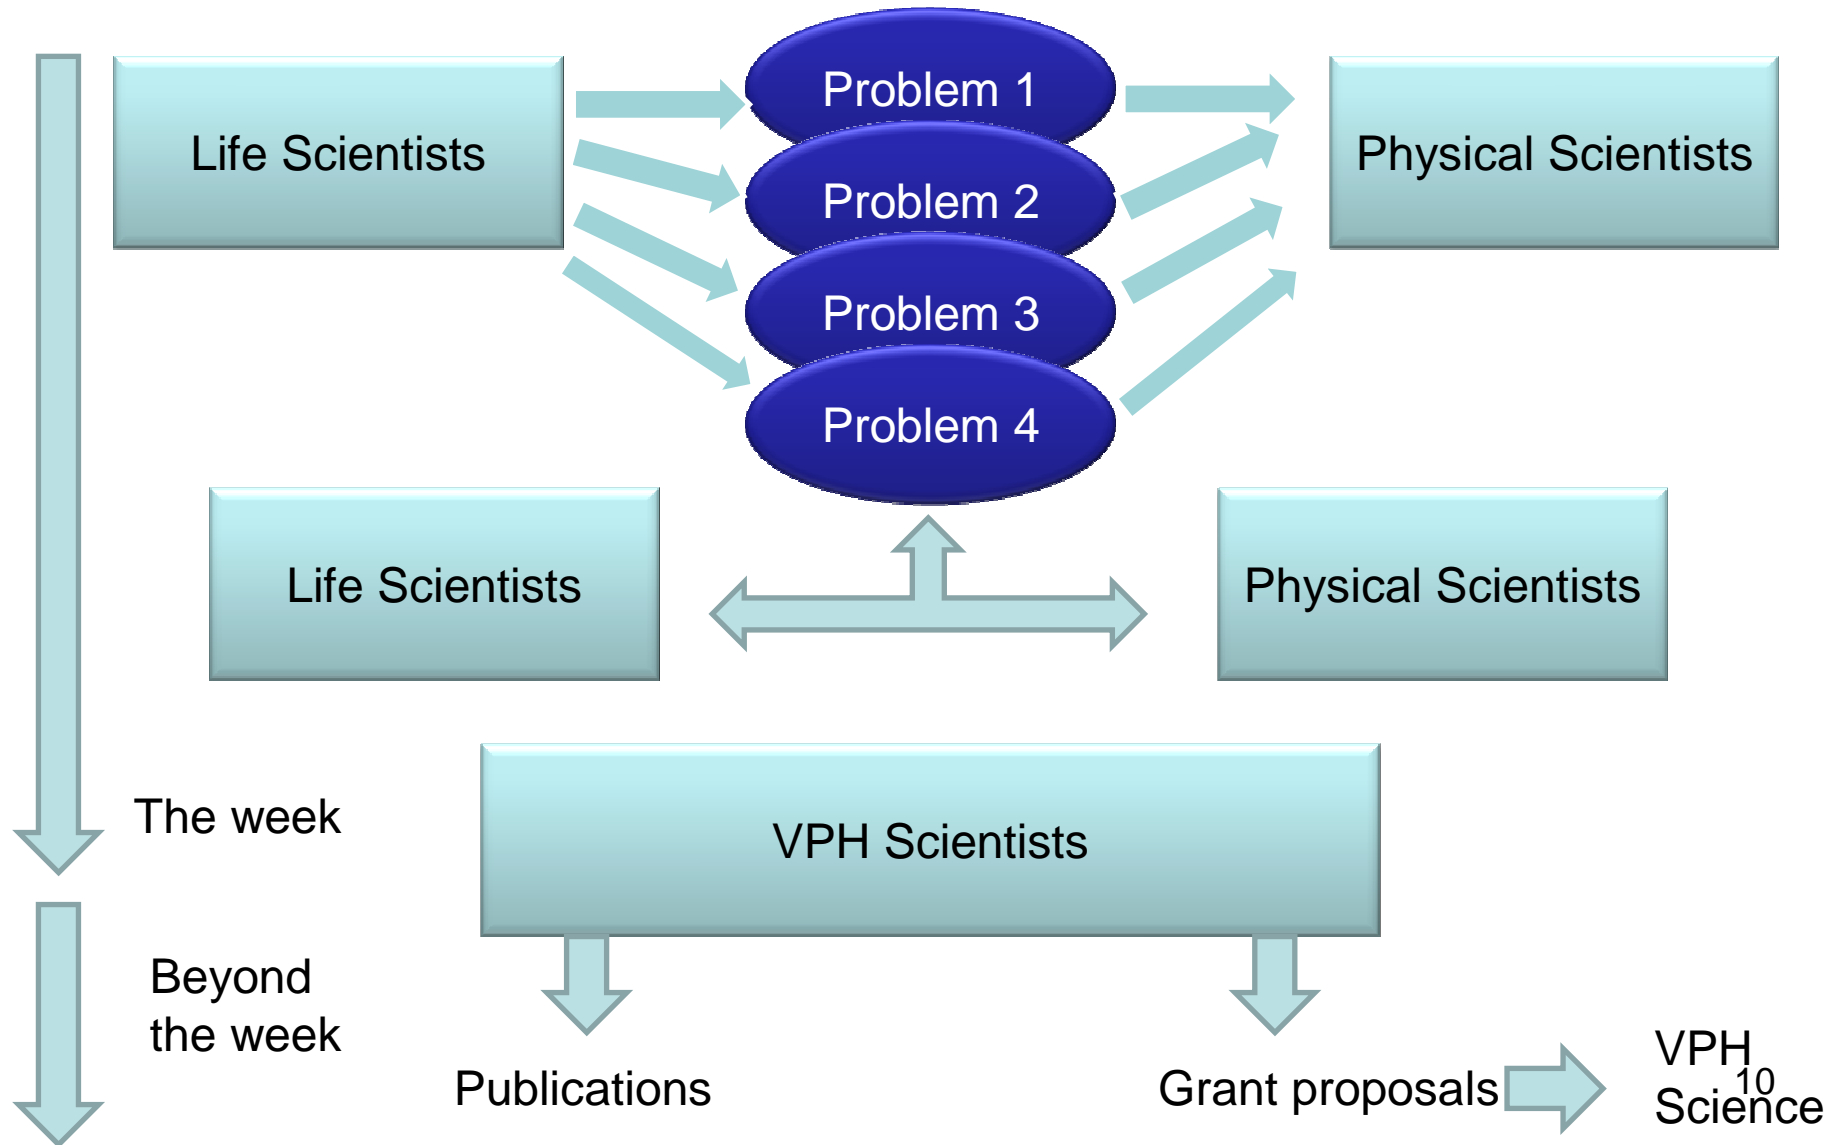 Problem 1
Life Scientists
Physical Scientists
Problem 2
Problem 3
Problem 4
Life Scientists
Physical Scientists
The week
VPH Scientists
Beyond
the week
Publications
Grant proposals
VPH
10
Science